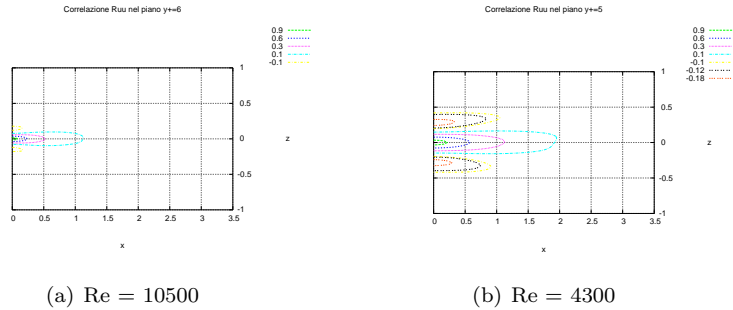 Correlazione Ruu nel piano y+=6
0.9
0.6
0.3
0.1
-0.1
1
0.5
0
-0.5
-1
z
0 0.5 1 1.5 2 2.5 3 3.5
x
(a) Re = 10500
Correlazione Ruu nel piano y+=5
0.9
0.6
0.3
0.1
-0.1
-0.12
-0.18
1
0.5
0
-0.5
-1
z
0 0.5 1 1.5 2 2.5 3 3.5
x
(b) Re = 4300